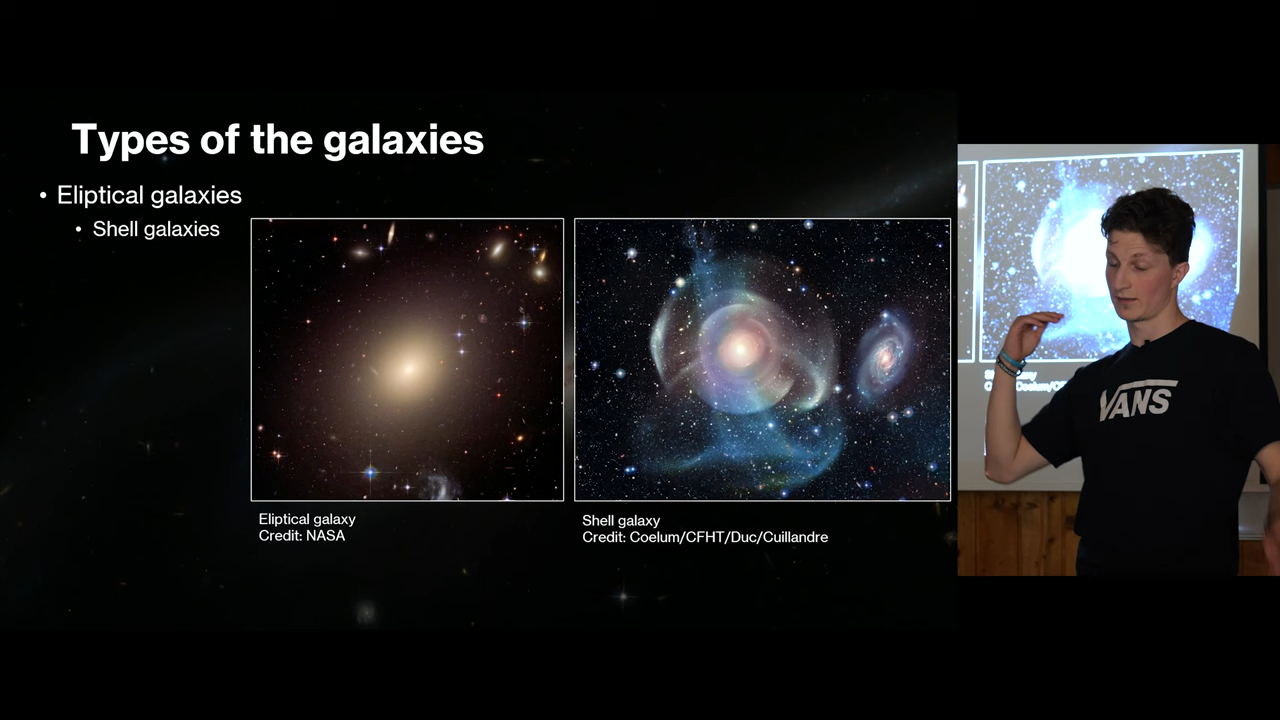 Types of the galaxies
• Eliptical galaxies
• Shell galaxies
Eliptical galaxy
Credit: NASA
Shell galaxy
Credit: Coelum/CFHT/Duc/Cuillandre
VANS